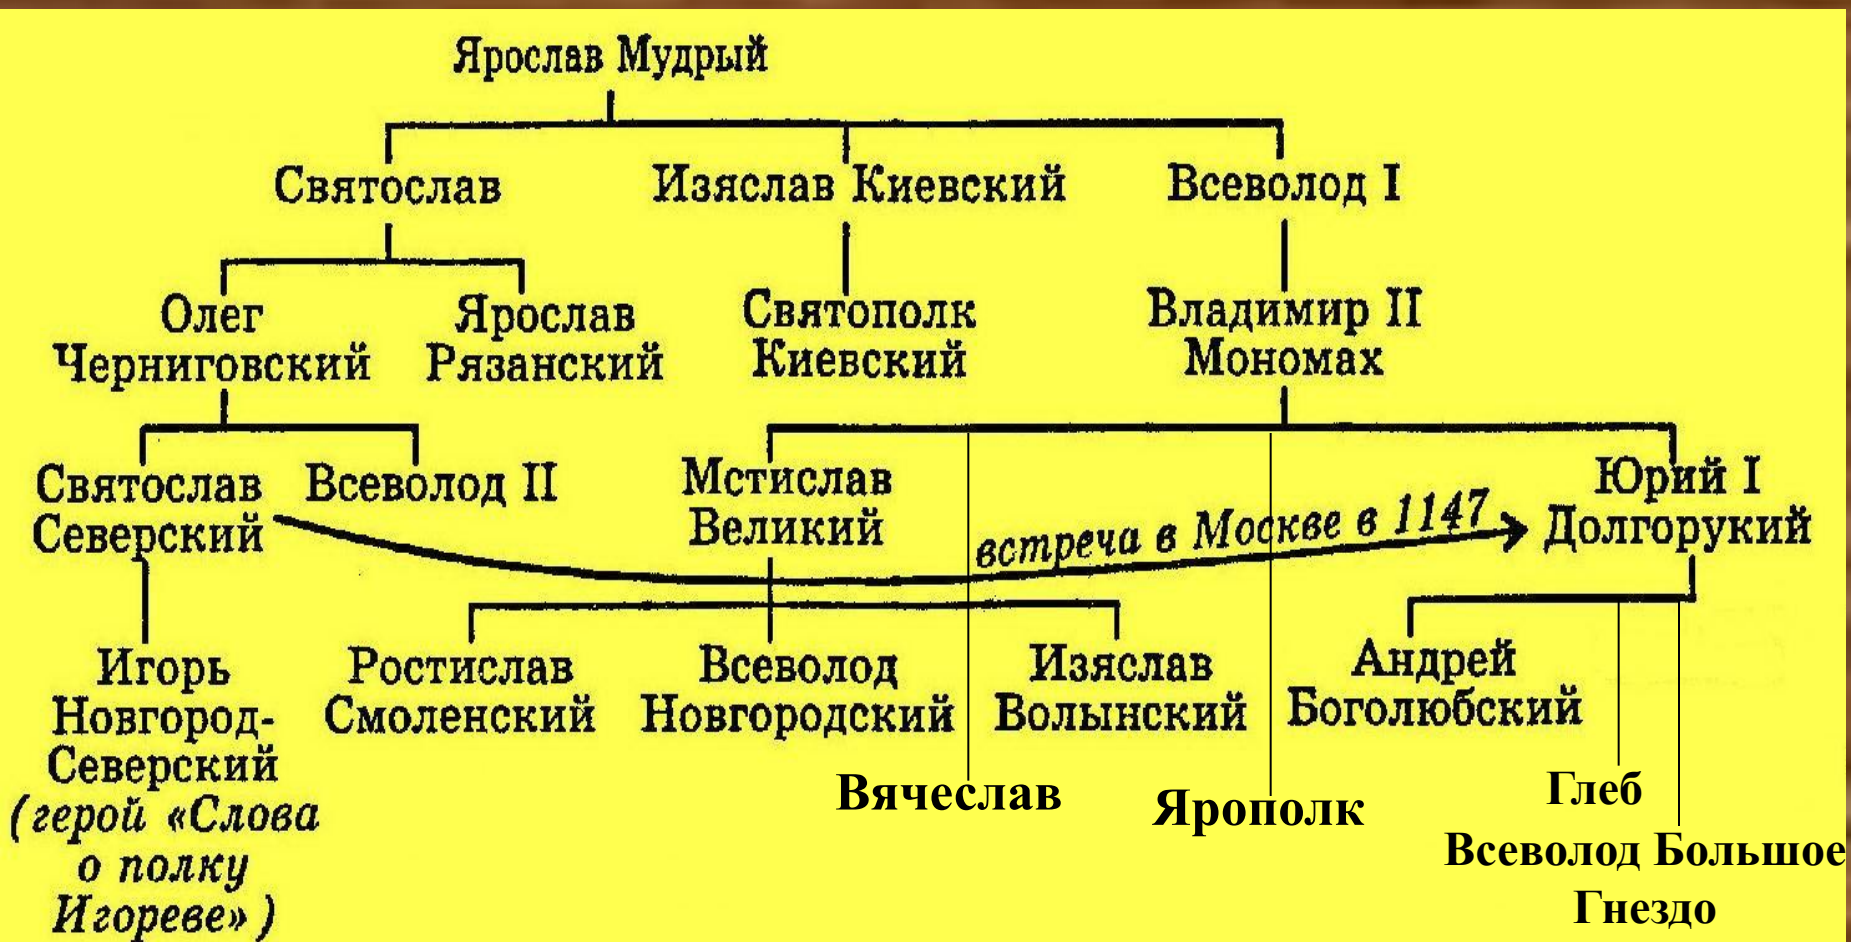 Ярослав Мудрый
Святослав
Изяслав Киевский
Всеволод I
Олег
Черниговский
Ярослав
Рязанский
Святополк
Киевский
Владимир II
Мономах
Святослав
Северский
Всеволод II
Мстислав
Великий
встреча в Москве в 1147
Юрий I
Долгорукий
Игорь
Новгород-
Северский
(герой «Слова
о полку
Игореве»)
Ростислав
Смоленский
Всеволод
Новгородский
Изяслав
Волынский
Андрей
Боголюбский
Вячеслав
Ярополк
Глеб
Всеволод Большое
Гнездо